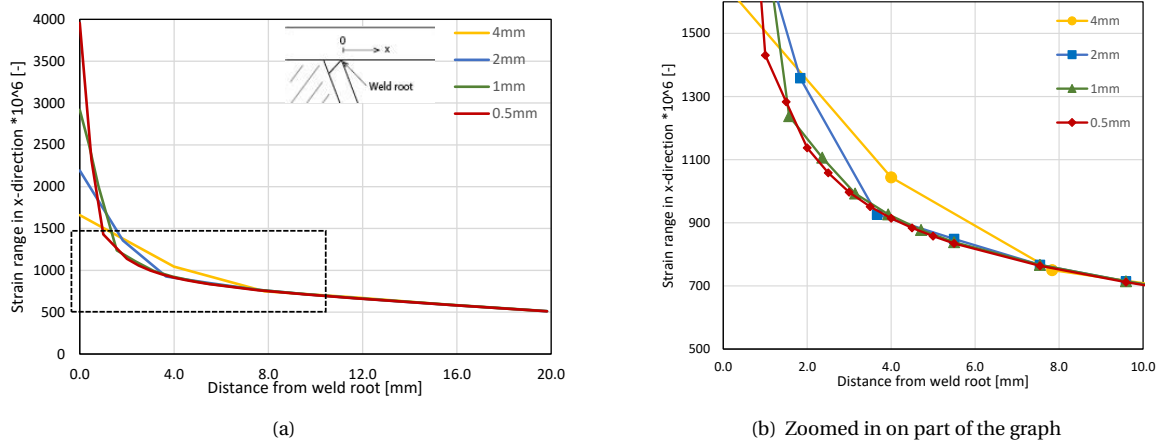 Strain range in x-direction *10^6 [-]
4000
3500
3000
2500
2000
1500
1000
500
0
0.0 4.0 8.0 12.0 16.0 20.0
Distance from weld root [mm]
0
x
Weld root
4mm
2mm
1mm
0.5mm
(a)
Strain range in x-direction *10^6 [-]
1500
1300
1100
900
700
500
0.0 2.0 4.0 6.0 8.0 10.0
Distance from weld root [mm]
4mm
2mm
1mm
0.5mm
(b) Zoomed in on part of the graph